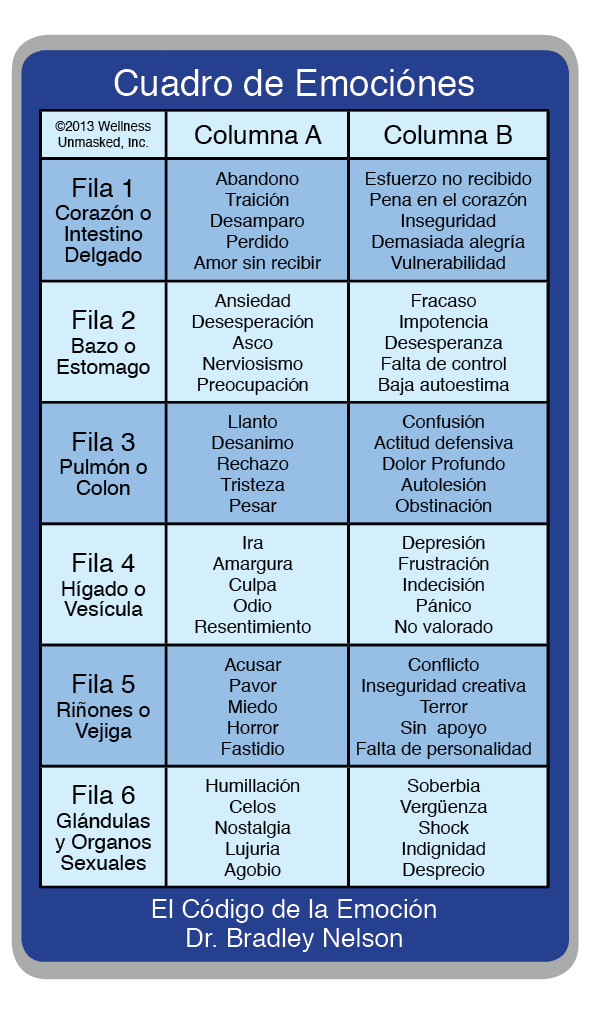 Cuadro de Emociónes
©2013 Wellness
Unmasked, Inc.
Columna A
Columna B
Fila 1
Corazón o
Intestino
Delgado
Abandono
Traición
Desamparo
Perdido
Amor sin recibir
Esfuerzo no recibido
Pena en el corazón
Inseguridad
Demasiada alegría
Vulnerabilidad
Fila 2
Bazo o
Estomago
Ansiedad
Desesperación
Asco
Nerviosismo
Preocupación
Fracaso
Impotencia
Desesperanza
Falta de control
Baja autoestima
Fila 3
Pulmón o
Colon
Llanto
Desanimo
Rechazo
Tristeza
Pesar
Confusión
Actitud defensiva
Dolor Profundo
Autolesión
Obstinación
Fila 4
Hígado o
Vesícula
Ira
Amargura
Culpa
Odio
Resentimiento
Depresión
Frustración
Indecisión
Pánico
No valorado
Fila 5
Riñones o
Vejiga
Acusar
Pavor
Miedo
Horror
Fastidio
Conflicto
Inseguridad creativa
Terror
Sin apoyo
Falta de personalidad
Fila 6
Glándulas
y Organos
Sexuales
Humillación
Celos
Nostalgia
Lujuria
Agobio
Soberbia
Vergüenza
Shock
Indignidad
Desprecio
El Código de la Emoción
Dr. Bradley Nelson